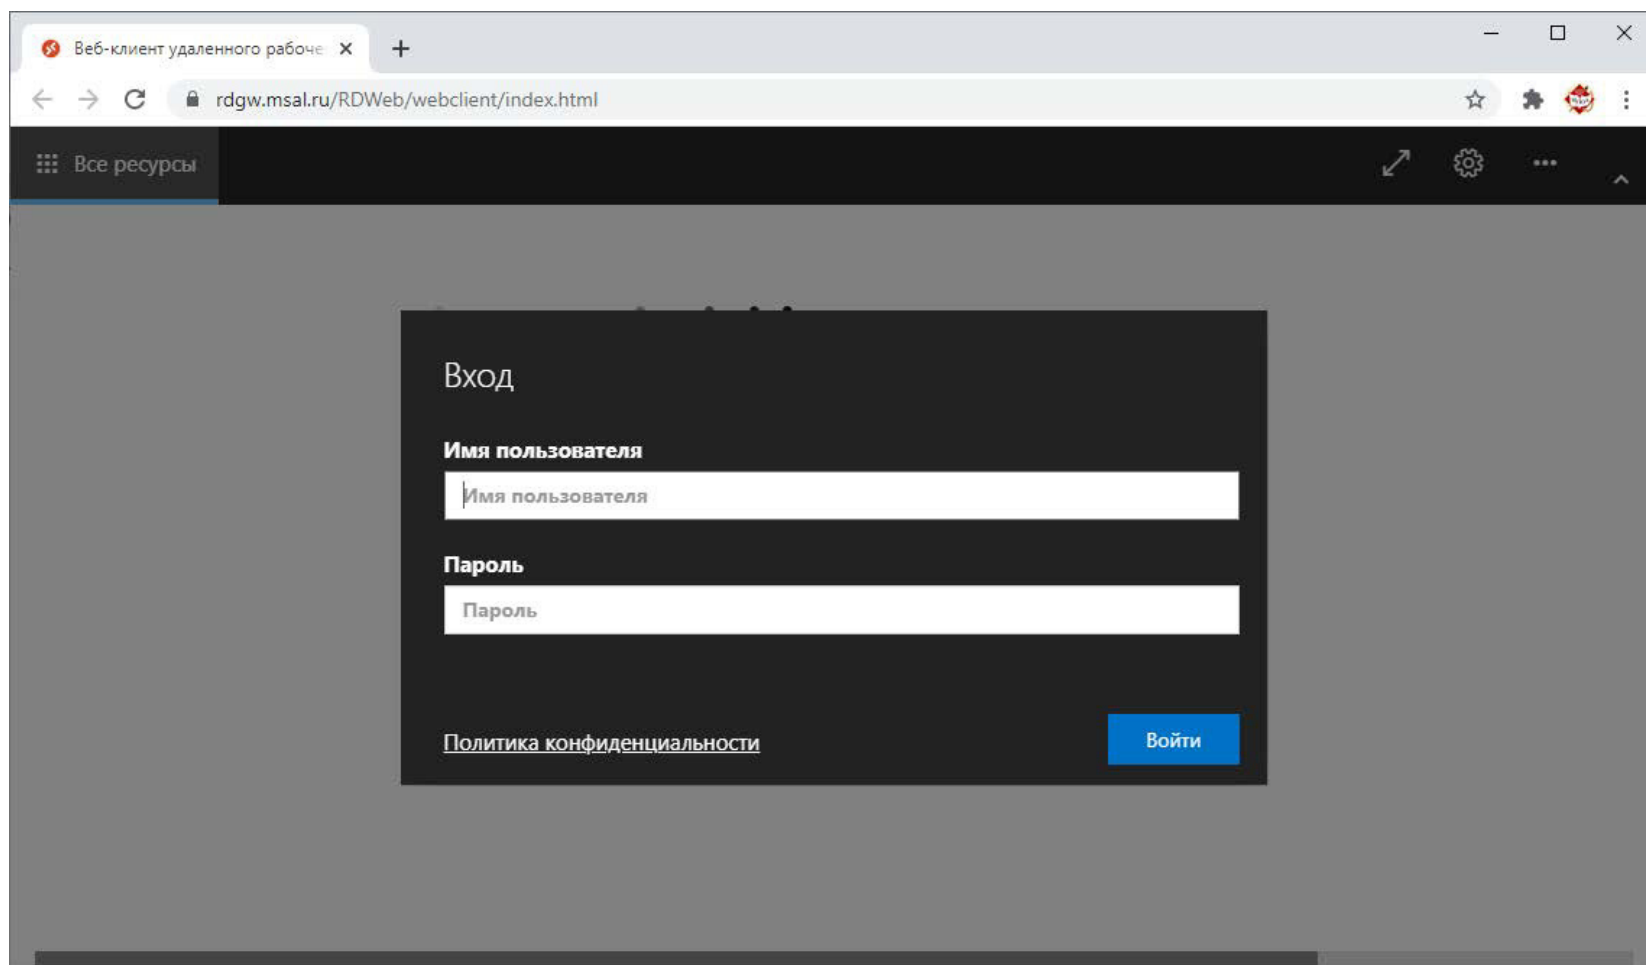 Веб-клиент удаленного рабоче
rdgw.msal.ru/RDWeb/webclient/index.html
Все ресурсы
Вход
Имя пользователя
Имя пользователя
Пароль
Пароль
Политика конфиденциальности
Войти